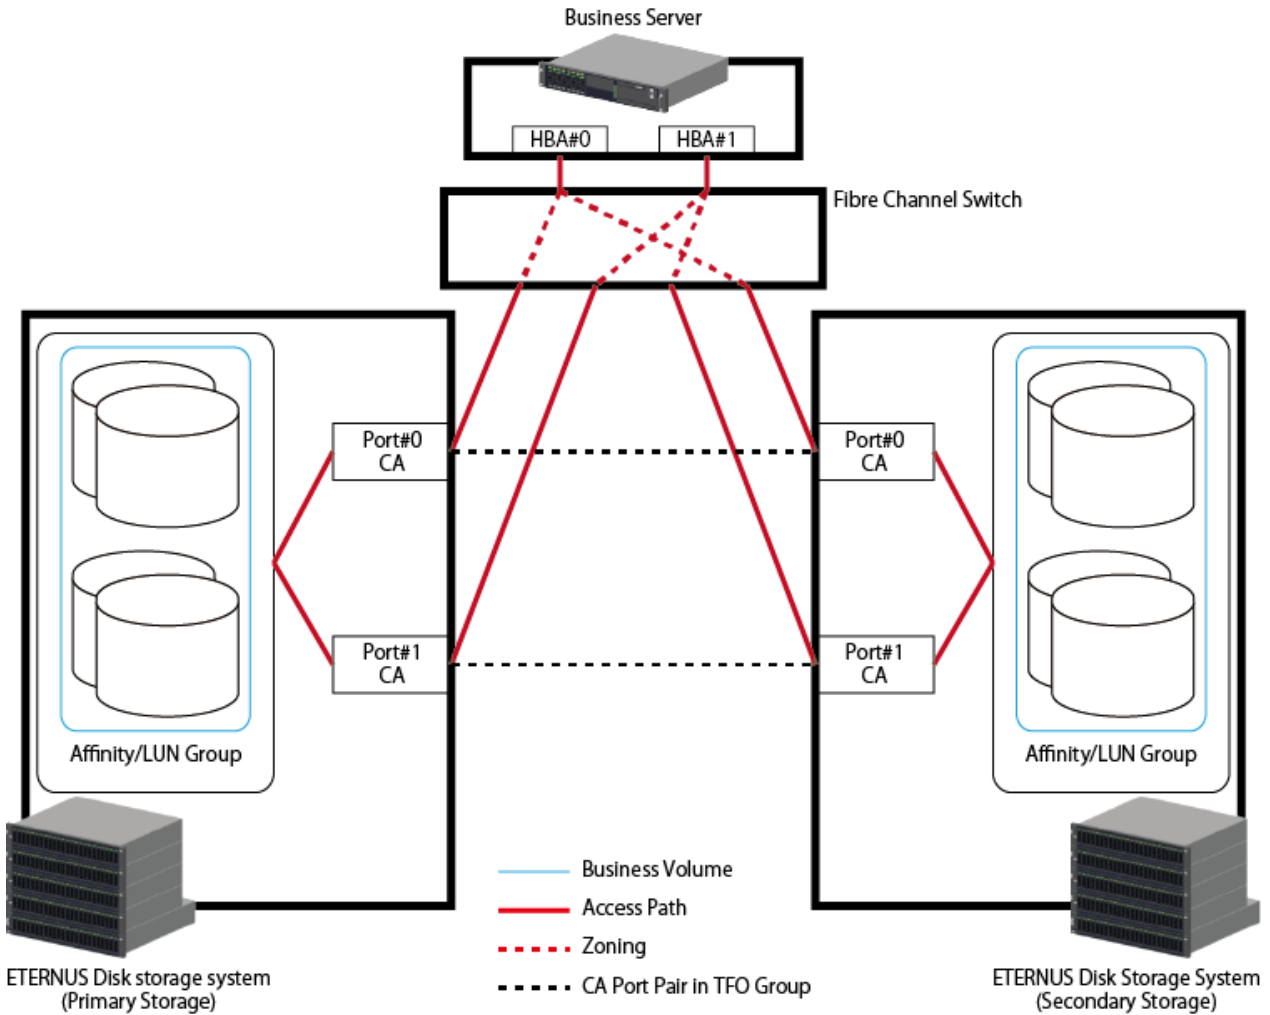 Business Server
HBA#0
HBA#1
Fibre Channel Switch
Port#0
CA
Port#0
CA
Port#1
CA
Port#1
CA
Affinity/LUN Group
Affinity/LUN Group
Business Volume
Access Path
Zoning
CA Port Pair in TFO Group
ETERNUS Disk storage system
(Primary Storage)
ETERNUS Disk Storage System
(Secondary Storage)